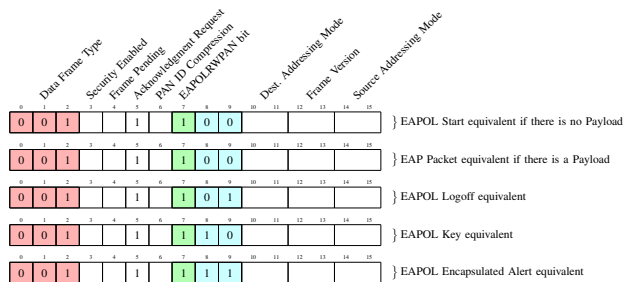 Data Frame Type
Security Enabled
Frame Pending
Acknowledgment Request
PAN ID Compression
EAPOLRWPAN bit
Dest. Addressing Mode
Frame Version
Source Addressing Mode
0 1 2 3 4 5 6 7 8 9 10 11 12 13 14 15
0 0 1 1 1 0 0 } EAPOL Start equivalent if there is no Payload
0 1 2 3 4 5 6 7 8 9 10 11 12 13 14 15
0 0 1 1 1 0 0 } EAP Packet equivalent if there is a Payload
0 1 2 3 4 5 6 7 8 9 10 11 12 13 14 15
0 0 1 1 1 0 1 } EAPOL Logoff equivalent
0 1 2 3 4 5 6 7 8 9 10 11 12 13 14 15
0 0 1 1 1 1 0 } EAPOL Key equivalent
0 1 2 3 4 5 6 7 8 9 10 11 12 13 14 15
0 0 1 1 1 1 1 } EAPOL Encapsulated Alert equivalent